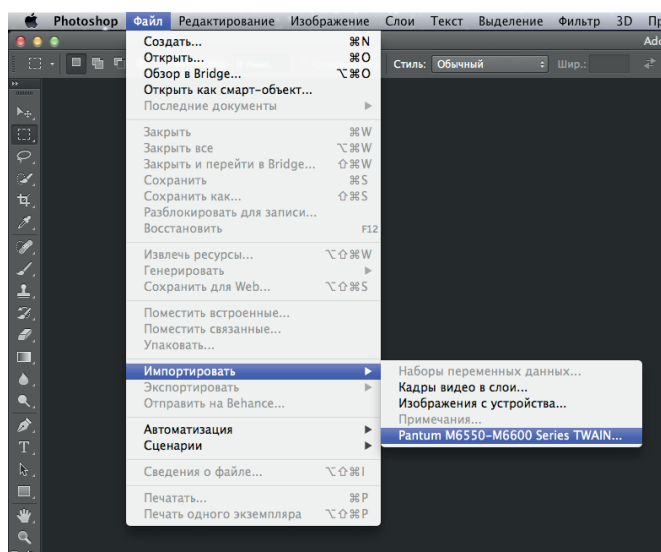 Photoshop Файл Редактирование Изображение Слои Текст Выделение Фильтр 3D
Создать... ⌘N
Открыть... ⌘O
Обзор в Bridge... ⌥⌘O
Открыть как смарт-объект...
Последние документы
Закрыть ⌘W
Закрыть все ⌥⌘W
Закрыть и перейти в Bridge... ⇧⌘W
Сохранить ⌘S
Сохранить как... ⇧⌘S
Разблокировать для записи...
Восстановить F12
Извлечь ресурсы... ⌥⇧⌘W
Генерировать
Сохранить для Web... ⌥⇧⌘S
Поместить встроенные...
Поместить связанные...
Упаковать...
Импортировать
Экспортировать
Отправить на Behance...
Автоматизация
Сценарии
Сведения о файле... ⌥⇧⌘I
Печатать... ⌘P
Печать одного экземпляра ⌥⇧⌘P
Стиль: Обычный Шир.:
Наборы переменных данных...
Кадры видео в слои...
Изображения с устройства...
Примечания...
Pantum M6550-M6600 Series TWAIN...